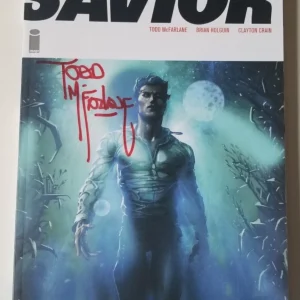 SAVIOR
TODD McFARLANE | BRIAN HOLGUIN | CLAYTON CRAIN
TODD
McFarlane